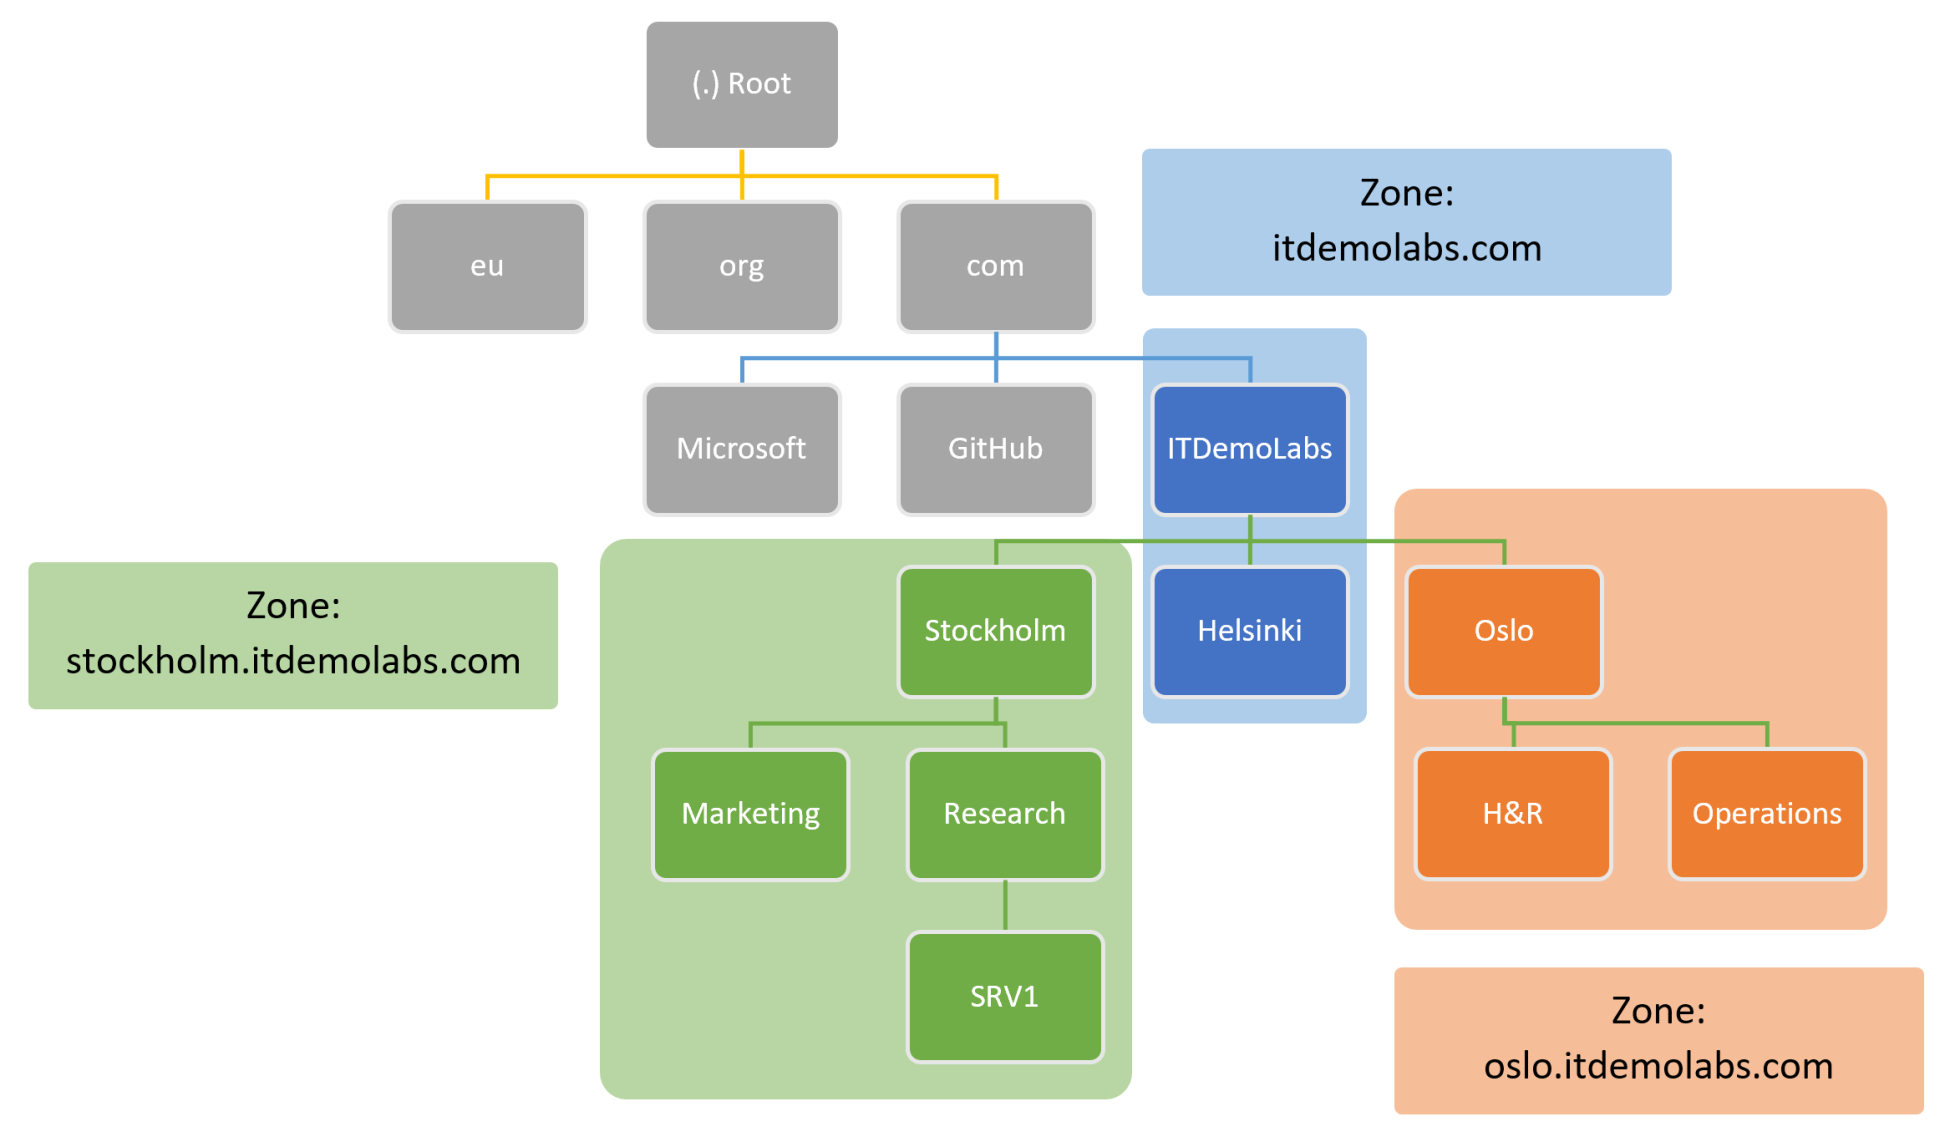 (.) Root
Zone:
itdemolabs.com
eu
org
com
Microsoft
GitHub
ITDemoLabs
Zone:
stockholm.itdemolabs.com
Stockholm
Helsinki
Oslo
Marketing
Research
H&R
Operations
SRV1
Zone:
oslo.itdemolabs.com